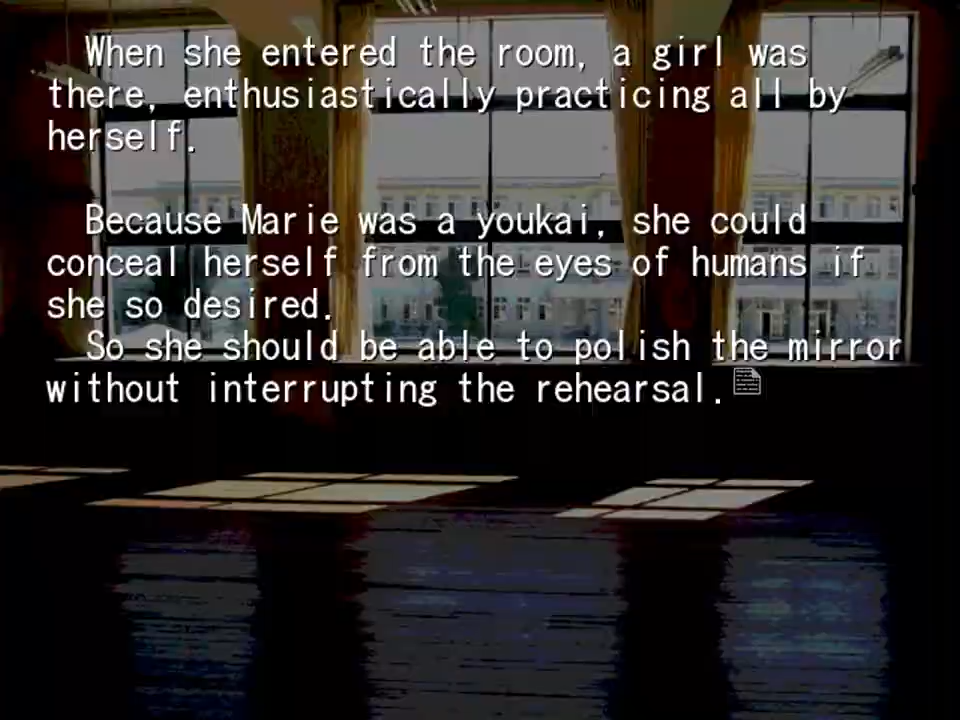 When she entered the room, a girl was
there, enthusiastically practicing all by
herself.
Because Marie was a youkai, she could
conceal herself from the eyes of humans if
she so desired.
So she should be able to polish the mirror
without interrupting the rehearsal.